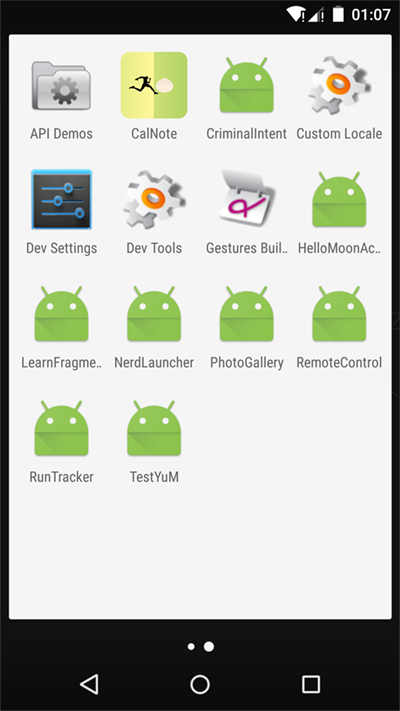 01:07
API Demos
CalNote
CriminalIntent
Custom Locale
Dev Settings
Dev Tools
Gestures Buil..
HelloMoonAc..
LearnFragme..
NerdLauncher
PhotoGallery
RemoteControl
RunTracker
TestYuM